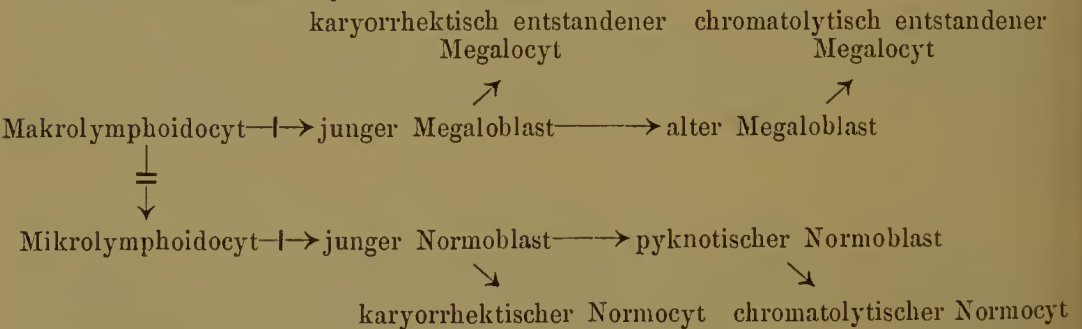 karyorrhektisch entstandener chromatolytisch entstandener
Megalocyt Megalocyt
Makrolymphoidocyt junger Megaloblast alter Megaloblast
Mikrolymphoidocyt junger Normoblast pyknotischer Normoblast
karyorrhektischer Normocyt chromatolytischer Normocyt